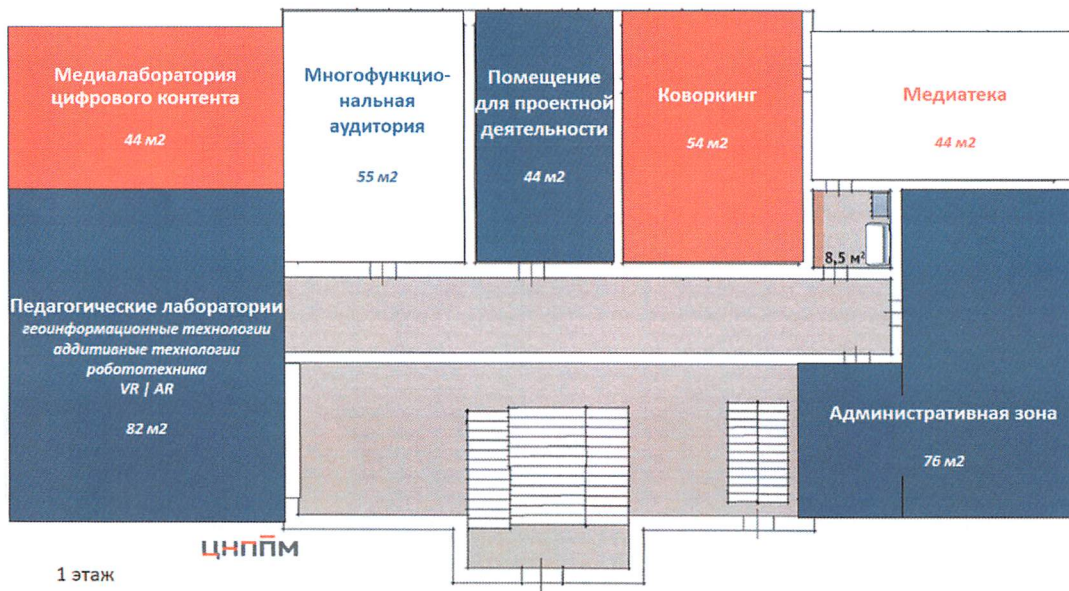 Медиалаборатория
цифрового контента
44 м2
Многофункцио-
нальная
аудитория
55 м2
Помещение
для проектной
деятельности
44 м2
Коворкинг
54 м2
Медиатека
44 м2
8,5 м²
Педагогические лаборатории
геоинформационные технологии
аддитивные технологии
робототехника
VR | AR
82 м2
Административная зона
76 м2
ЦНППМ
1 этаж